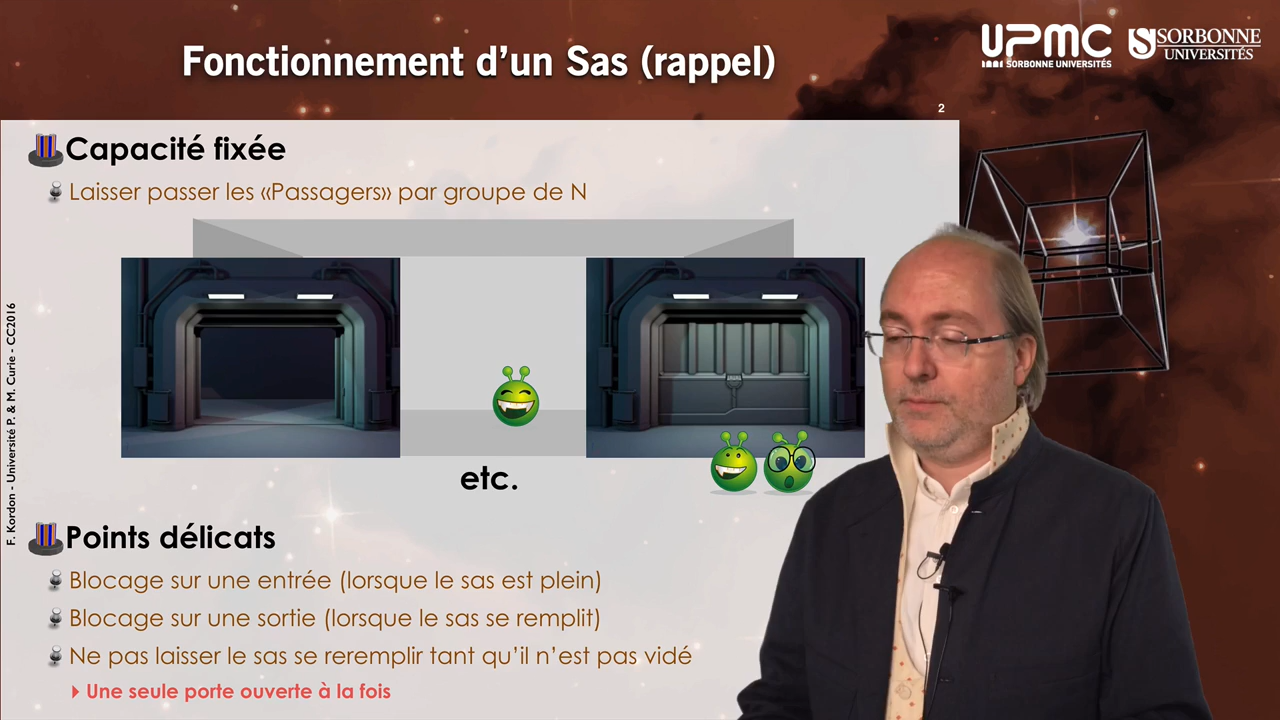 Fonctionnement d'un Sas (rappel)
UPMC
SORBONNE UNIVERSITÉS
SORBONNE
UNIVERSITÉS
2
Capacité fixée
Laisser passer les «Passagers» par groupe de N
etc.
Points délicats
Blocage sur une entrée (lorsque le sas est plein)
Blocage sur une sortie (lorsque le sas se remplit)
Ne pas laisser le sas se reremplir tant qu'il n'est pas vidé
Une seule porte ouverte à la fois
F. Kordon - Université P. & M. Curie - CC2016